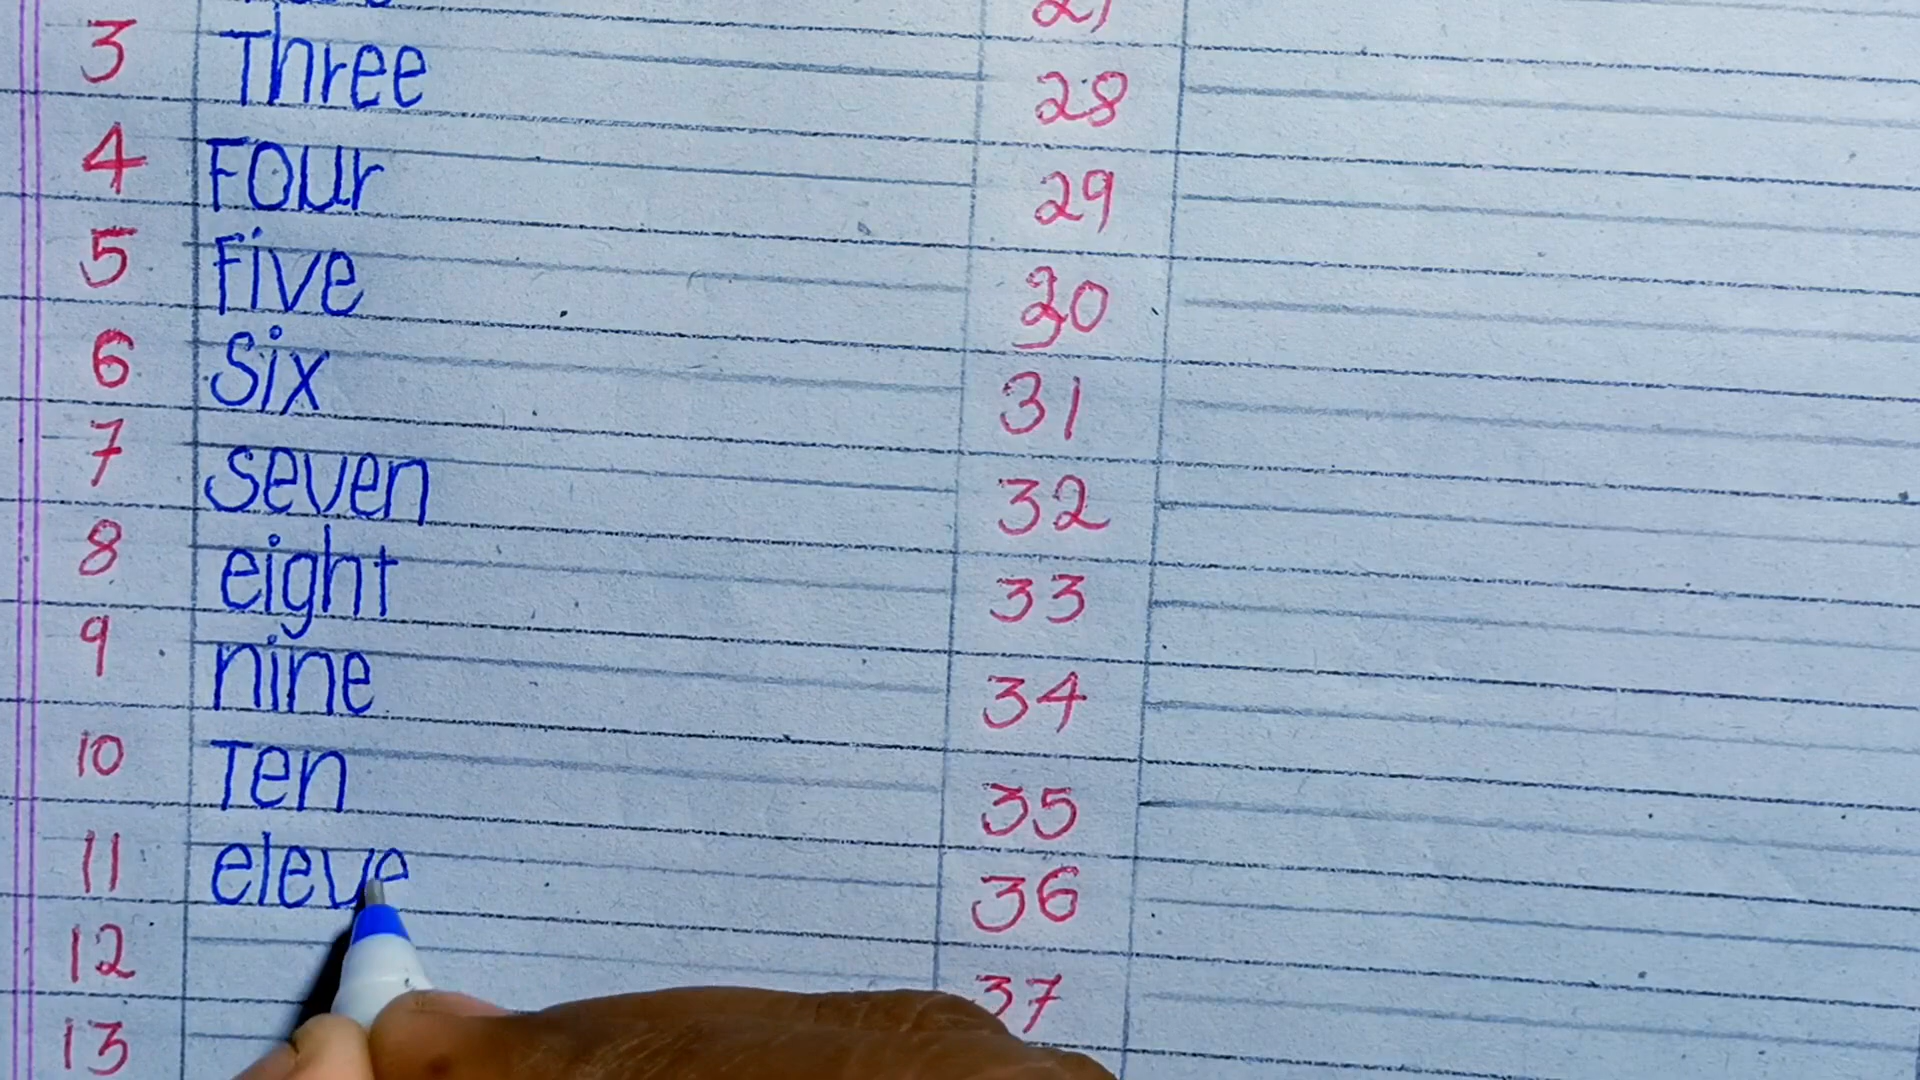 3 Three 28
4 Four 29
5 Five 30
6 Six 31
7 seven 32
8 eight 33
9 nine 34
10 Ten 35
11 eleve 36
12 37
13